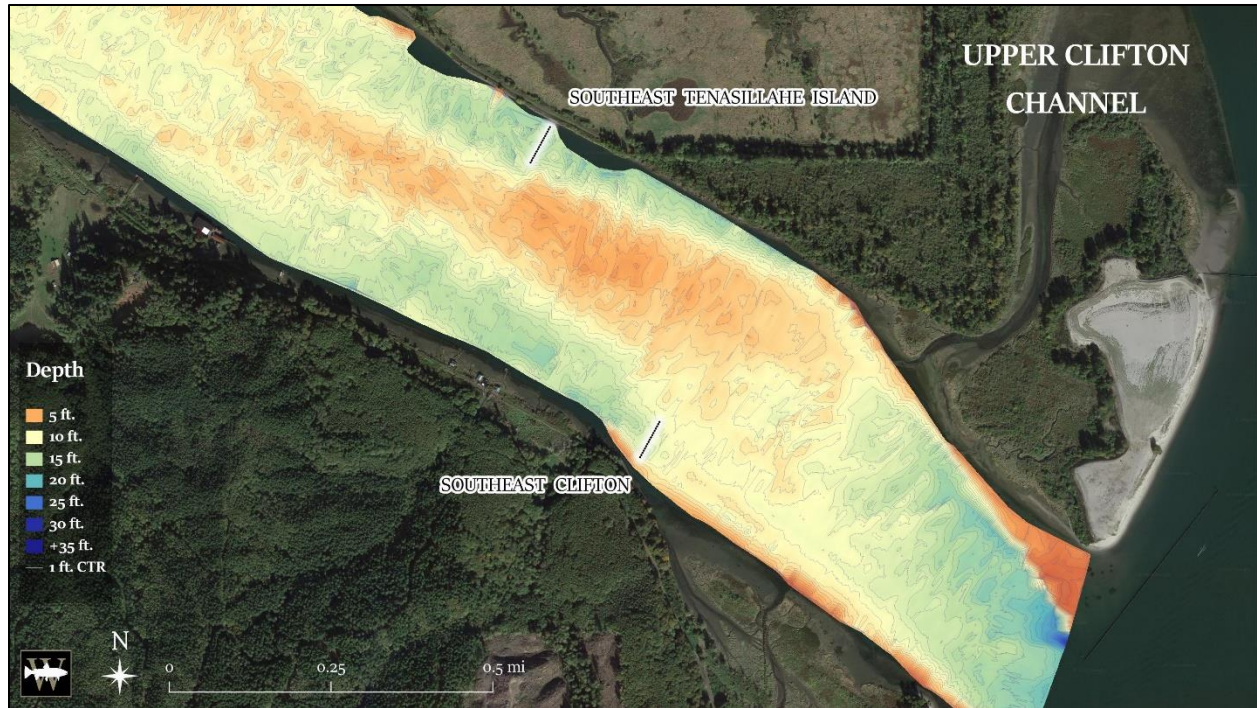 UPPER CLIFTON
CHANNEL
SOUTHEAST TENASILLAHE ISLAND
SOUTHEAST CLIFTON
Depth
5 ft.
10 ft.
15 ft.
20 ft.
25 ft.
30 ft.
+35 ft.
1 ft. CTR
N
0
0.25
0.5 mi
W